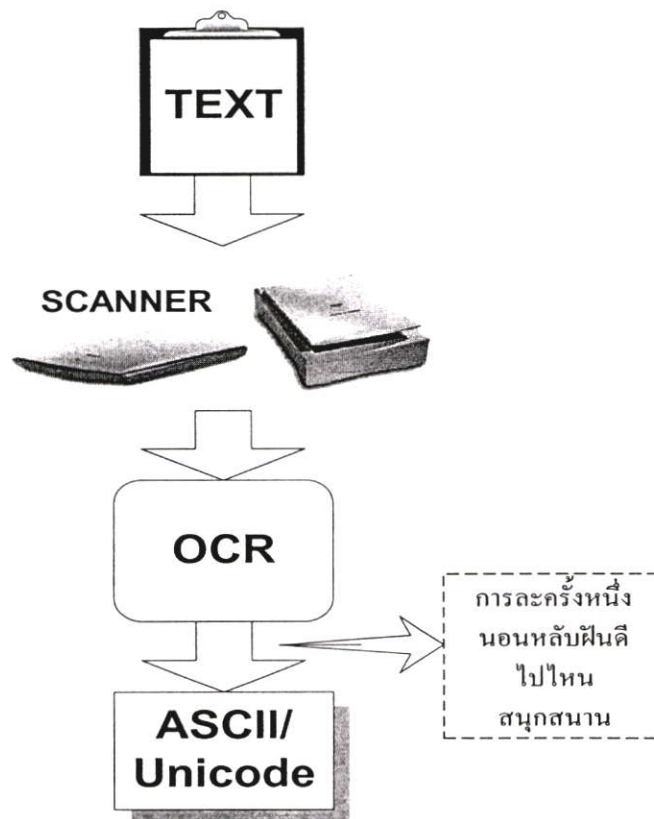 TEXT
SCANNER
OCR
การละครั้งหนึ่ง
นอนหลับฝันดี
ไปไหน
สนุกสนาน
ASCII/
Unicode